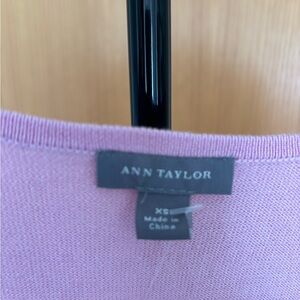 ANN TAYLOR
XS
Made in
China